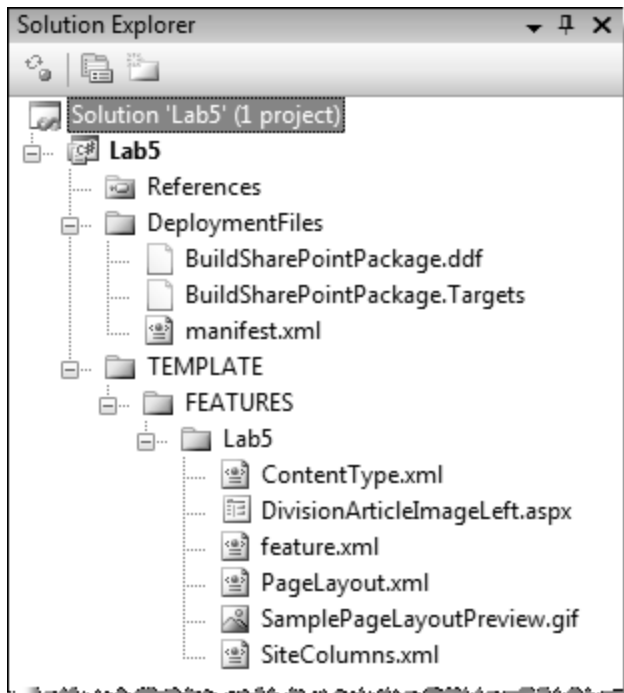 Solution Explorer
Solution 'Lab5' (1 project)
Lab5
References
DeploymentFiles
BuildSharePointPackage.ddf
BuildSharePointPackage.Targets
manifest.xml
TEMPLATE
FEATURES
Lab5
ContentType.xml
DivisionArticleImageLeft.aspx
feature.xml
PageLayout.xml
SamplePageLayoutPreview.gif
SiteColumns.xml